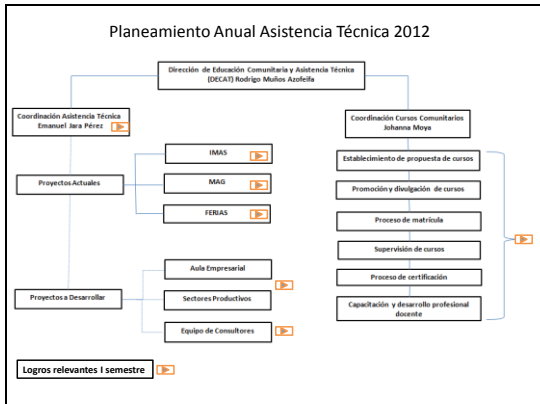 Planeamiento Anual Asistencia Técnica 2012
Dirección de Educación Comunitaria y Asistencia Técnica
(DECAT) Rodrigo Muños Azofeifa
Coordinación Asistencia Técnica
Emanuel Jara Pérez
Coordinación Cursos Comunitarios
Johanna Moya
IMAS
Proyectos Actuales
MAG
FERIAS
Establecimiento de propuesta de cursos
Promoción y divulgación de cursos
Proceso de matrícula
Supervisión de cursos
Proceso de certificación
Capacitación y desarrollo profesional
docente
Aula Empresarial
Proyectos a Desarrollar
Sectores Productivos
Equipo de Consultores
Logros relevantes I semestre